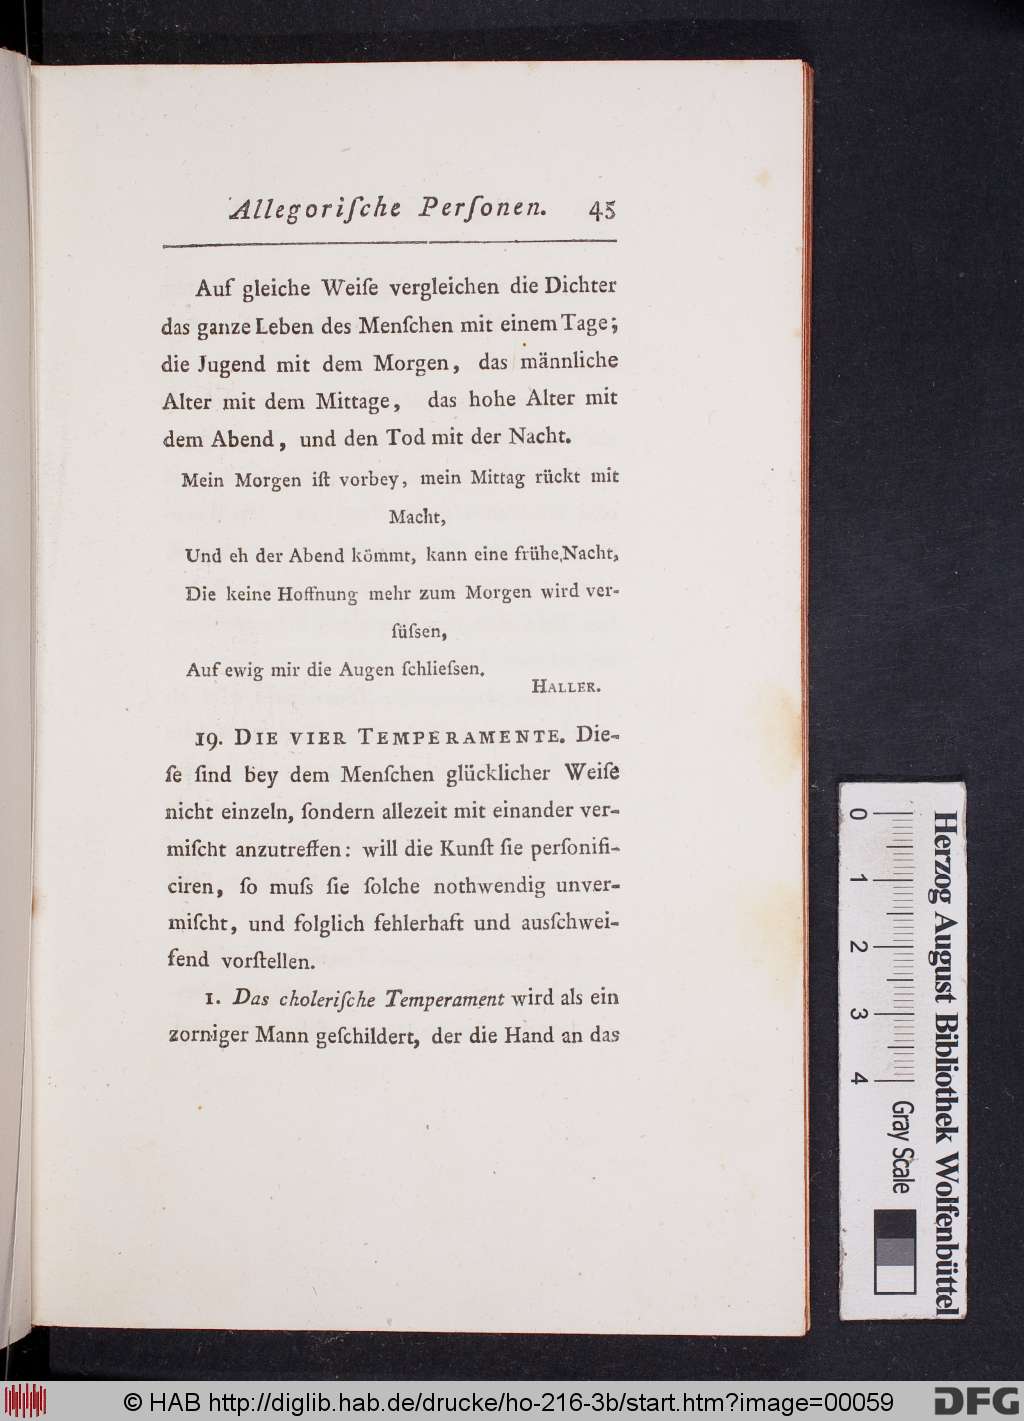 Allegoriſche Perſonen. 45
Auf gleiche Weiſe vergleichen die Dichter
das ganze Leben des Menſchen mit einem Tage;
die Jugend mit dem Morgen, das männliche
Alter mit dem Mittage, das hohe Alter mit
dem Abend, und den Tod mit der Nacht.
Mein Morgen iſt vorbey, mein Mittag rückt mit
Macht,
Und eh der Abend kömmt, kann eine frühe Nacht,
Die keine Hoffnung mehr zum Morgen wird ver-
ſüſsen,
Auf ewig mir die Augen ſchlieſsen.
HALLER.
19. DIE VIER TEMPERAMENTE. Die-
ſe ſind bey dem Menſchen glücklicher Weiſe
nicht einzeln, ſondern allezeit mit einander ver-
miſcht anzutreffen: will die Kunſt ſie perſonifi-
ciren, ſo muſs ſie ſolche nothwendig unver-
miſcht, und folglich fehlerhaft und ausſchwei-
fend vorſtellen.
1. Das choleriſche Temperament wird als ein
zorniger Mann geſchildert, der die Hand an das
Herzog August Bibliothek Wolfenbüttel
0 1 2 3 4 Gray Scale
© HAB http://diglib.hab.de/drucke/ho-216-3b/start.htm?image=00059
DFG